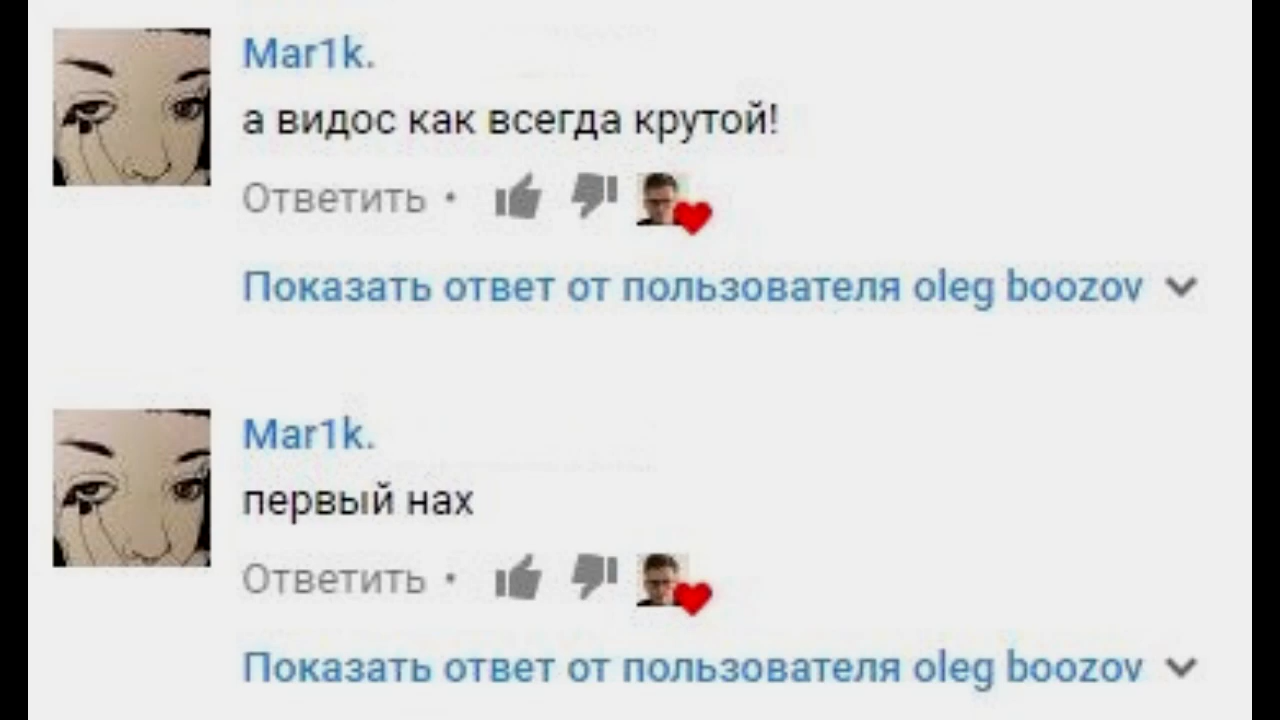 Mar1k.
а видос как всегда крутой!
Ответить •
Показать ответ от пользователя oleg boozov
Mar1k.
первый нах
Ответить •
Показать ответ от пользователя oleg boozov